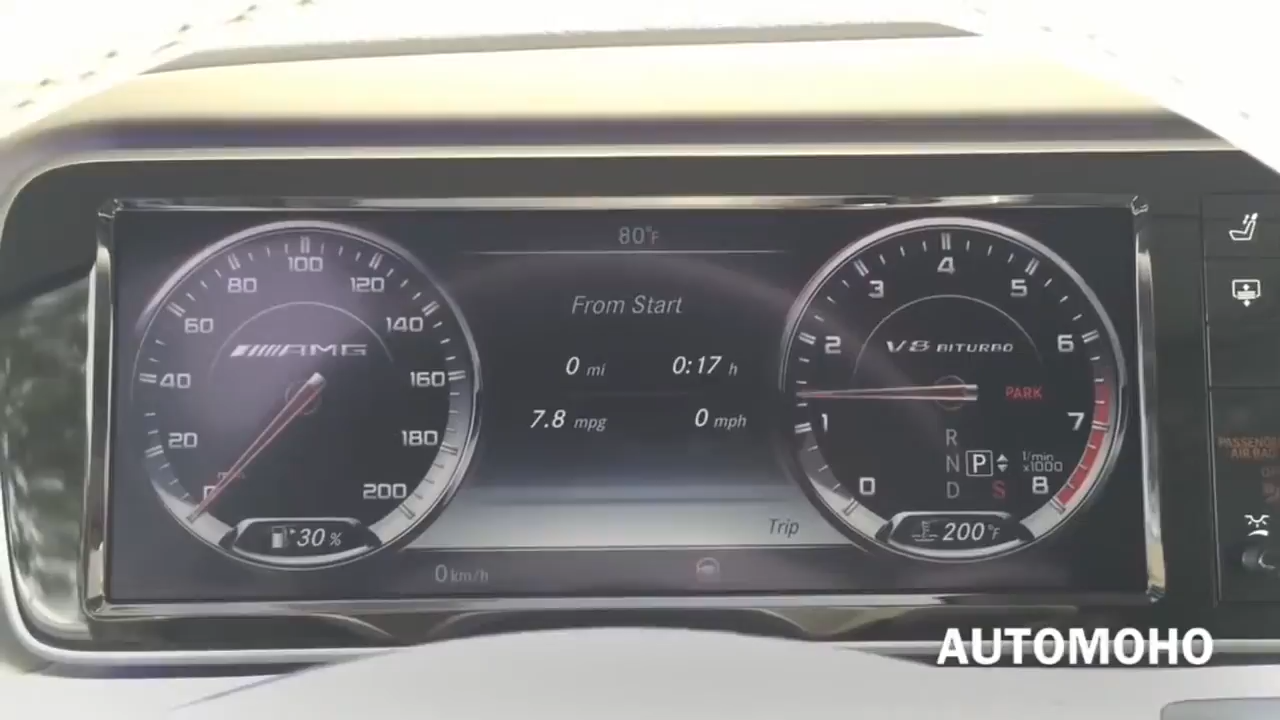 80°F
From Start
0 mi 0:17 h
7.8 mpg 0 mph
Trip
0 km/h
0 20 40 60 80 100 120 140 160 180 200
AMG
30 %
0 1 2 3 4 5 6 7 8
V8 BITURBO
PARK
R
N P
D S
1/min
x1000
200°F
PASSENGER
AIR BAG
AUTOMOHO